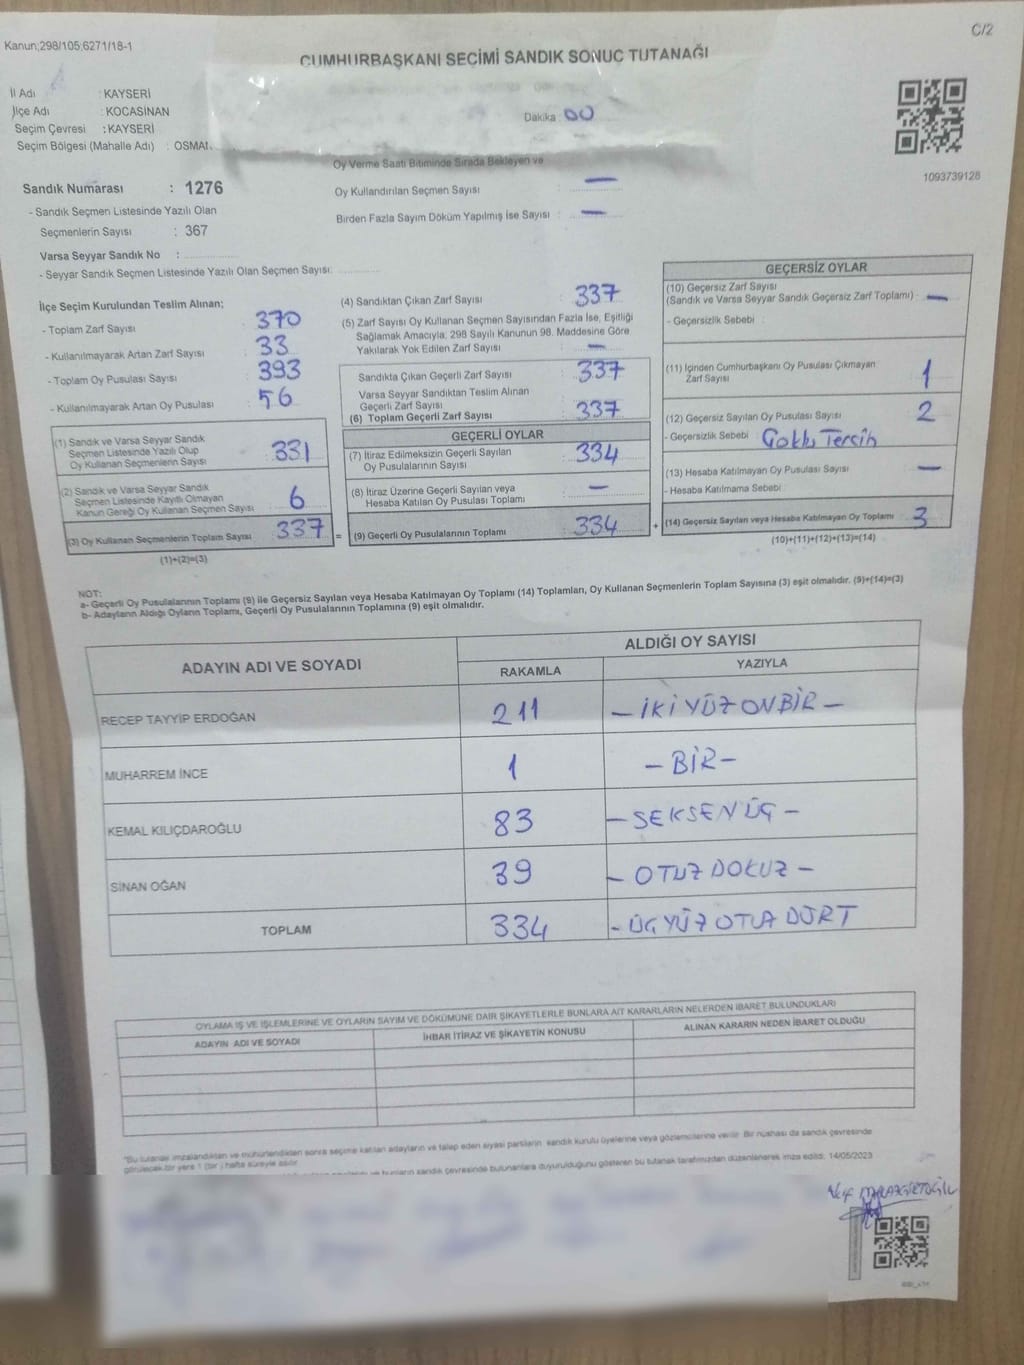 C/2
Kanun;298/105;6271/18-1
CUMHURBAŞKANI SEÇİMİ SANDIK SONUÇ TUTANAĞI
İl Adı : KAYSERİ
İlçe Adı : KOCASİNAN
Seçim Çevresi : KAYSERİ
Seçim Bölgesi (Mahalle Adı) : OSMAN
Dakika : 00
1093739128
Sandık Numarası : 1276
- Sandık Seçmen Listesinde Yazılı Olan
Seçmenlerin Sayısı : 367
Varsa Seyyar Sandık No :
- Seyyar Sandık Seçmen Listesinde Yazılı Olan Seçmen Sayısı:
Oy Verme Saati Bitiminde Sırada Bekleyen ve
Oy Kullandırılan Seçmen Sayısı : —
Birden Fazla Sayım Döküm Yapılmış İse Sayısı : —
İlçe Seçim Kurulundan Teslim Alınan;
- Toplam Zarf Sayısı : 370
- Kullanılmayarak Artan Zarf Sayısı : 33
- Toplam Oy Pusulası Sayısı : 393
- Kullanılmayarak Artan Oy Pusulası : 56
(1) Sandık ve Varsa Seyyar Sandık
Seçmen Listesinde Yazılı Olup
Oy Kullanan Seçmenlerin Sayısı : 331
(2) Sandık ve Varsa Seyyar Sandık
Seçmen Listesinde Kayıtlı Olmayan
Kanun Gereği Oy Kullanan Seçmen Sayısı : 6
(3) Oy Kullanan Seçmenlerin Toplam Sayısı : 337 =
(1)+(2)=(3)
(4) Sandıktan Çıkan Zarf Sayısı : 337
(5) Zarf Sayısı Oy Kullanan Seçmen Sayısından Fazla İse, Eşitliği
Sağlamak Amacıyla; 298 Sayılı Kanunun 98. Maddesine Göre
Yakılarak Yok Edilen Zarf Sayısı : —
Sandıkta Çıkan Geçerli Zarf Sayısı : 337
Varsa Seyyar Sandıktan Teslim Alınan
Geçerli Zarf Sayısı :
(6) Toplam Geçerli Zarf Sayısı : 337
GEÇERLİ OYLAR
(7) İtiraz Edilmeksizin Geçerli Sayılan
Oy Pusulalarının Sayısı : 334
(8) İtiraz Üzerine Geçerli Sayılan veya
Hesaba Katılan Oy Pusulası Toplamı : —
(9) Geçerli Oy Pusulalarının Toplamı : 334 +
GEÇERSİZ OYLAR
(10) Geçersiz Zarf Sayısı
(Sandık ve Varsa Seyyar Sandık Geçersiz Zarf Toplamı) : —
- Geçersizlik Sebebi :
(11) İçinden Cumhurbaşkanı Oy Pusulası Çıkmayan
Zarf Sayısı : 1
(12) Geçersiz Sayılan Oy Pusulası Sayısı : 2
- Geçersizlik Sebebi : Çoklu Tercih
(13) Hesaba Katılmayan Oy Pusulası Sayısı : —
- Hesaba Katılmama Sebebi :
(14) Geçersiz Sayılan veya Hesaba Katılmayan Oy Toplamı : 3
(10)+(11)+(12)+(13)=(14)
NOT:
a- Geçerli Oy Pusulalarının Toplamı (9) ile Geçersiz Sayılan veya Hesaba Katılmayan Oy Toplamı (14) Toplamları, Oy Kullanan Seçmenlerin Toplam Sayısına (3) eşit olmalıdır. (9)+(14)=(3)
b- Adayların Aldığı Oyların Toplamı, Geçerli Oy Pusulalarının Toplamına (9) eşit olmalıdır.
ADAYIN ADI VE SOYADI
ALDIĞI OY SAYISI
RAKAMLA YAZIYLA
RECEP TAYYİP ERDOĞAN 211 — İKİ YÜZ ONBİR —
MUHARREM İNCE 1 — BİR —
KEMAL KILIÇDAROĞLU 83 — SEKSEN ÜÇ —
SİNAN OĞAN 39 — OTUZ DOKUZ —
TOPLAM 334 - ÜÇ YÜZ OTUZ DÖRT
OYLAMA İŞ VE İŞLEMLERİNE VE OYLARIN SAYIM VE DÖKÜMÜNE DAİR ŞİKAYETLERLE BUNLARA AİT KARARLARIN NELERDEN İBARET BULUNDUKLARI
ADAYIN ADI VE SOYADI İHBAR İTİRAZ VE ŞİKAYETİN KONUSU ALINAN KARARIN NEDEN İBARET OLDUĞU
"Bu tutanak imzalandıktan ve mühürlendikten sonra seçime katılan adayların ve talep eden siyasi partilerin sandık kurulu üyelerine veya gözlemcilerine verilir. Bir nüshası da sandık çevresinde
görülecek bir yere 1 (bir) hafta süreyle asılır.
sandık çevresinde bulunanlara duyurulduğunu gösteren bu tutanak tarafımızdan düzenlenerek imza edildi. 14/05/2023